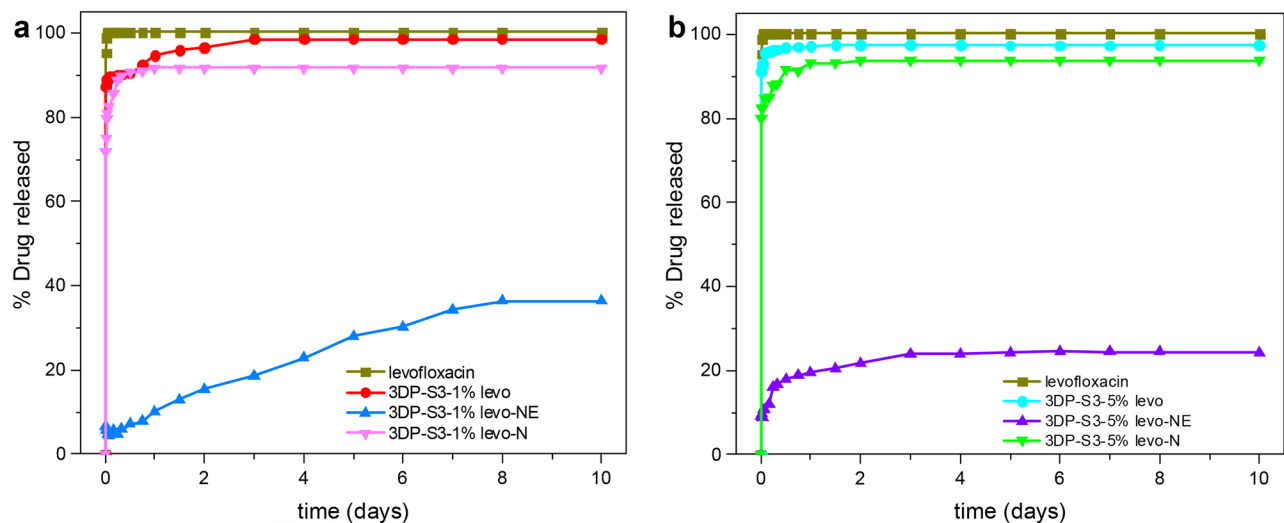 a
% Drug released
100
80
60
40
20
0
levofloxacin
3DP-S3-1% levo
3DP-S3-1% levo-NE
3DP-S3-1% levo-N
0 2 4 6 8 10
time (days)
b
% Drug released
100
80
60
40
20
0
levofloxacin
3DP-S3-5% levo
3DP-S3-5% levo-NE
3DP-S3-5% levo-N
0 2 4 6 8 10
time (days)